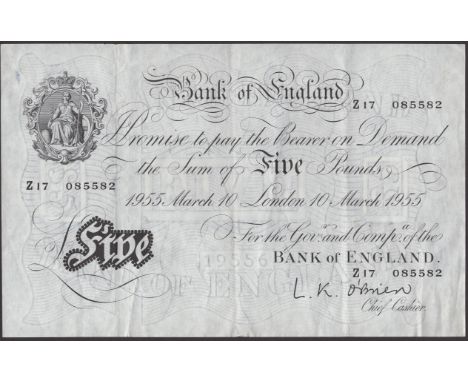 Bank of England
Z17 085582
I Promise to pay the Bearer on Demand
the Sum of Five Pounds
Z17 085582
1955 March 10 London 10 March 1955
For the Gov.r and Comp.a of the
£ Five
BANK OF ENGLAND.
Z17 085582
L. K. O'Brien
Chief Cashier.